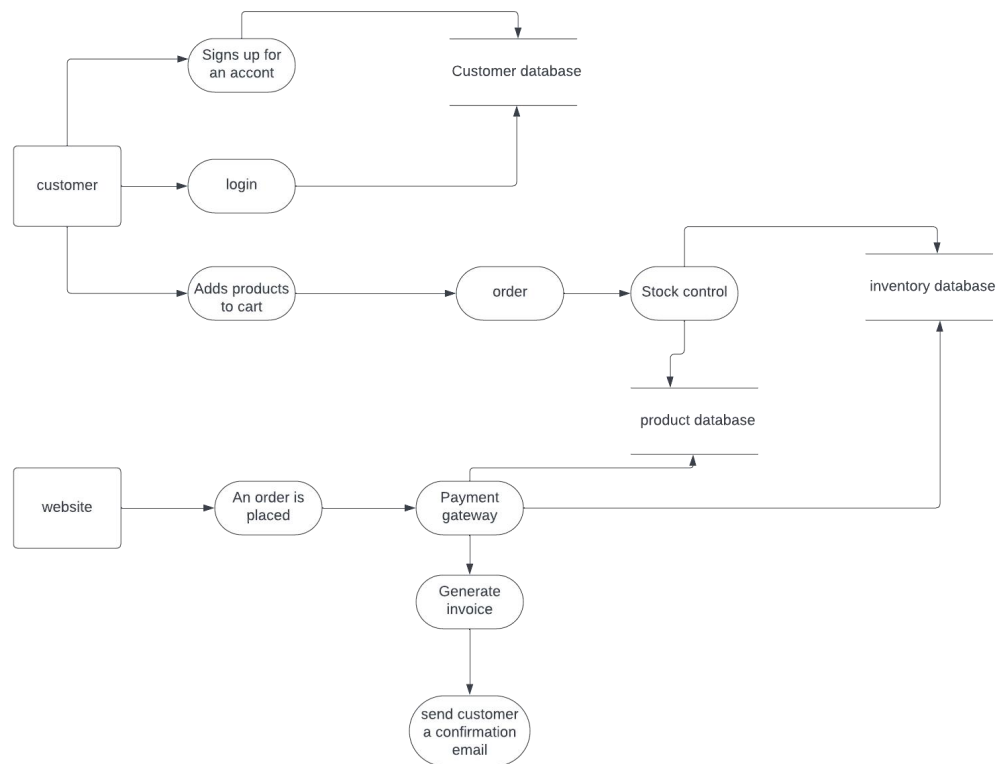 Signs up for
an accont
Customer database
customer
login
Adds products
to cart
order
Stock control
inventory database
product database
website
An order is
placed
Payment
gateway
Generate
invoice
send customer
a confirmation
email